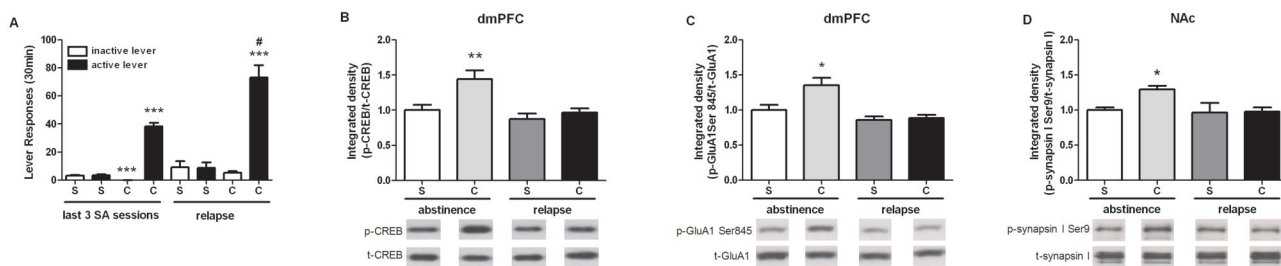 A
Lever Responses (30min)
100
80
60
40
20
0
inactive lever
active lever
***
***
#
***
S S C C S S C C
last 3 SA sessions relapse
B
dmPFC
Integrated density
(p-CREB/t-CREB)
2.0
1.5
1.0
0.5
0.0
**
S C S C
abstinence relapse
p-CREB
t-CREB
C
dmPFC
Integrated density
(p-GluA1Ser 845/t-GluA1)
2.0
1.5
1.0
0.5
0.0
*
S C S C
abstinence relapse
p-GluA1 Ser845
t-GluA1
D
NAc
Integrated density
(p-synapsin I Ser9/t-synapsin I)
2.0
1.5
1.0
0.5
0.0
*
S C S C
abstinence relapse
p-synapsin I Ser9
t-synapsin I